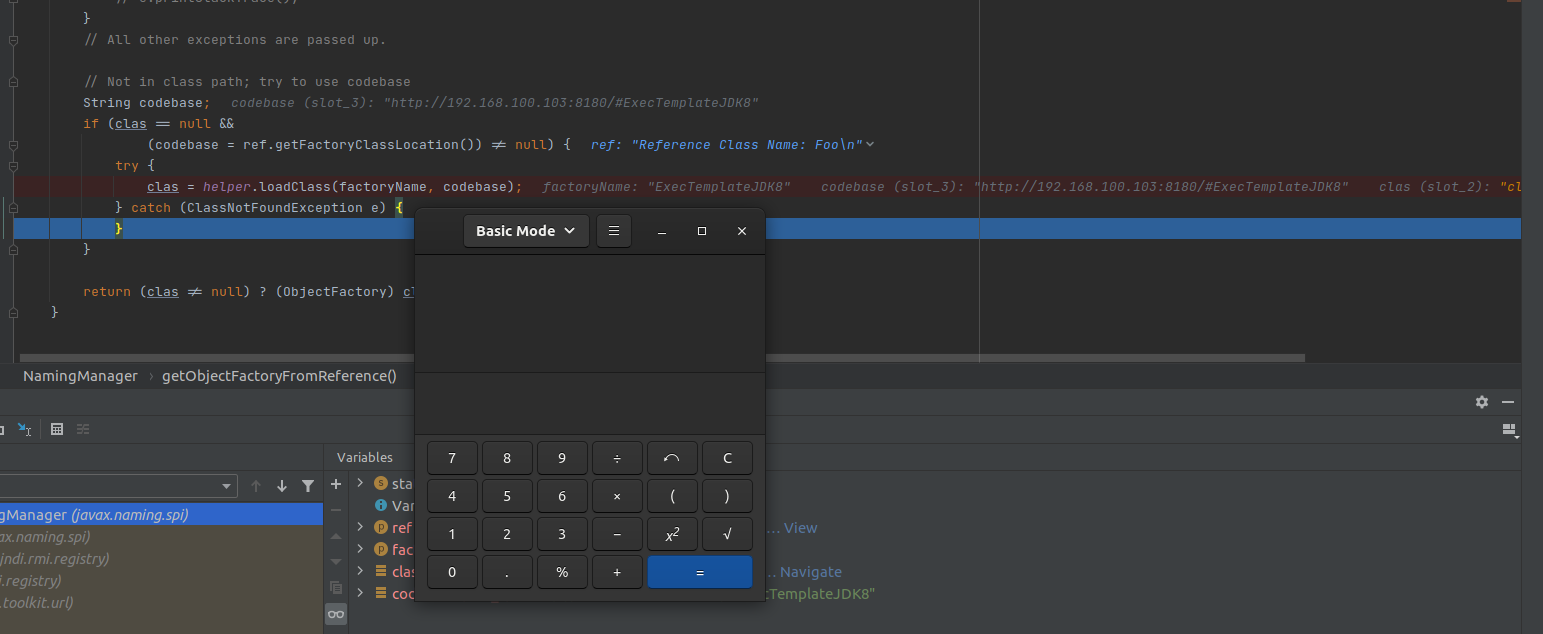 }
// All other exceptions are passed up.
// Not in class path; try to use codebase
String codebase; codebase (slot_3): "http://192.168.100.103:8180/#ExecTemplateJDK8"
if (clas == null &&
(codebase = ref.getFactoryClassLocation()) ≠ null) { ref: "Reference Class Name: Foo\n"
try {
clas = helper.loadClass(factoryName, codebase); factoryName: "ExecTemplateJDK8" codebase (slot_3): "http://192.168.100.103:8180/#ExecTemplateJDK8" clas (slot_2): "cl
} catch (ClassNotFoundException e) {
}
}
return (clas ≠ null) ? (ObjectFactory) cl
}
Basic Mode
NamingManager › getObjectFactoryFromReference()
7 8 9 ÷ C
4 5 6 × ( )
1 2 3 − x² √
0 . % + =
Variables
sta
Var
ref ... View
fac
clas .. Navigate
coc :TemplateJDK8"
gManager (javax.naming.spi)
ax.naming.spi)
jndi.rmi.registry)
i.registry)
.toolkit.url)